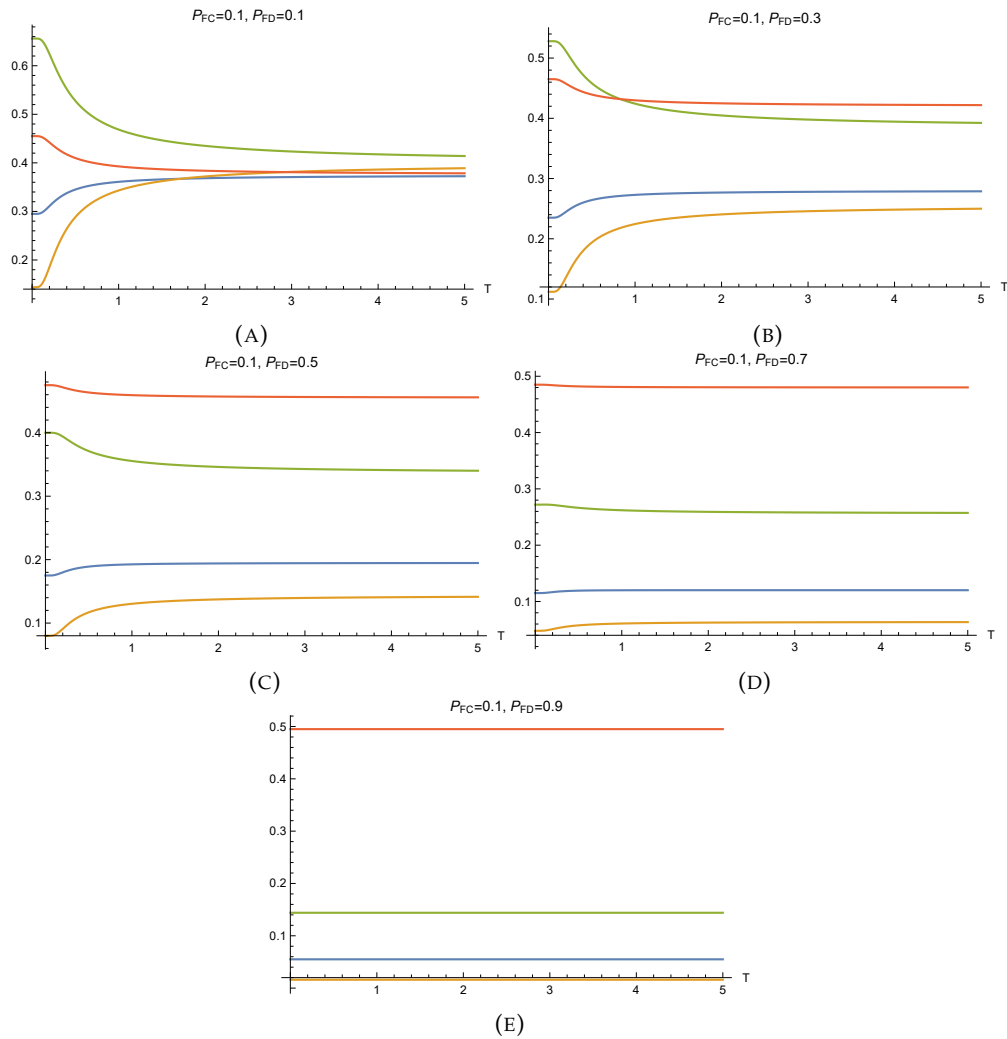 P_FC=0.1, P_FD=0.1
0.6
0.5
0.4
0.3
0.2
1 2 3 4 5 T
(A)
P_FC=0.1, P_FD=0.3
0.5
0.4
0.3
0.2
0.1
1 2 3 4 5 T
(B)
P_FC=0.1, P_FD=0.5
0.4
0.3
0.2
0.1
1 2 3 4 5 T
(C)
P_FC=0.1, P_FD=0.7
0.5
0.4
0.3
0.2
0.1
1 2 3 4 5 T
(D)
P_FC=0.1, P_FD=0.9
0.5
0.4
0.3
0.2
0.1
1 2 3 4 5 T
(E)